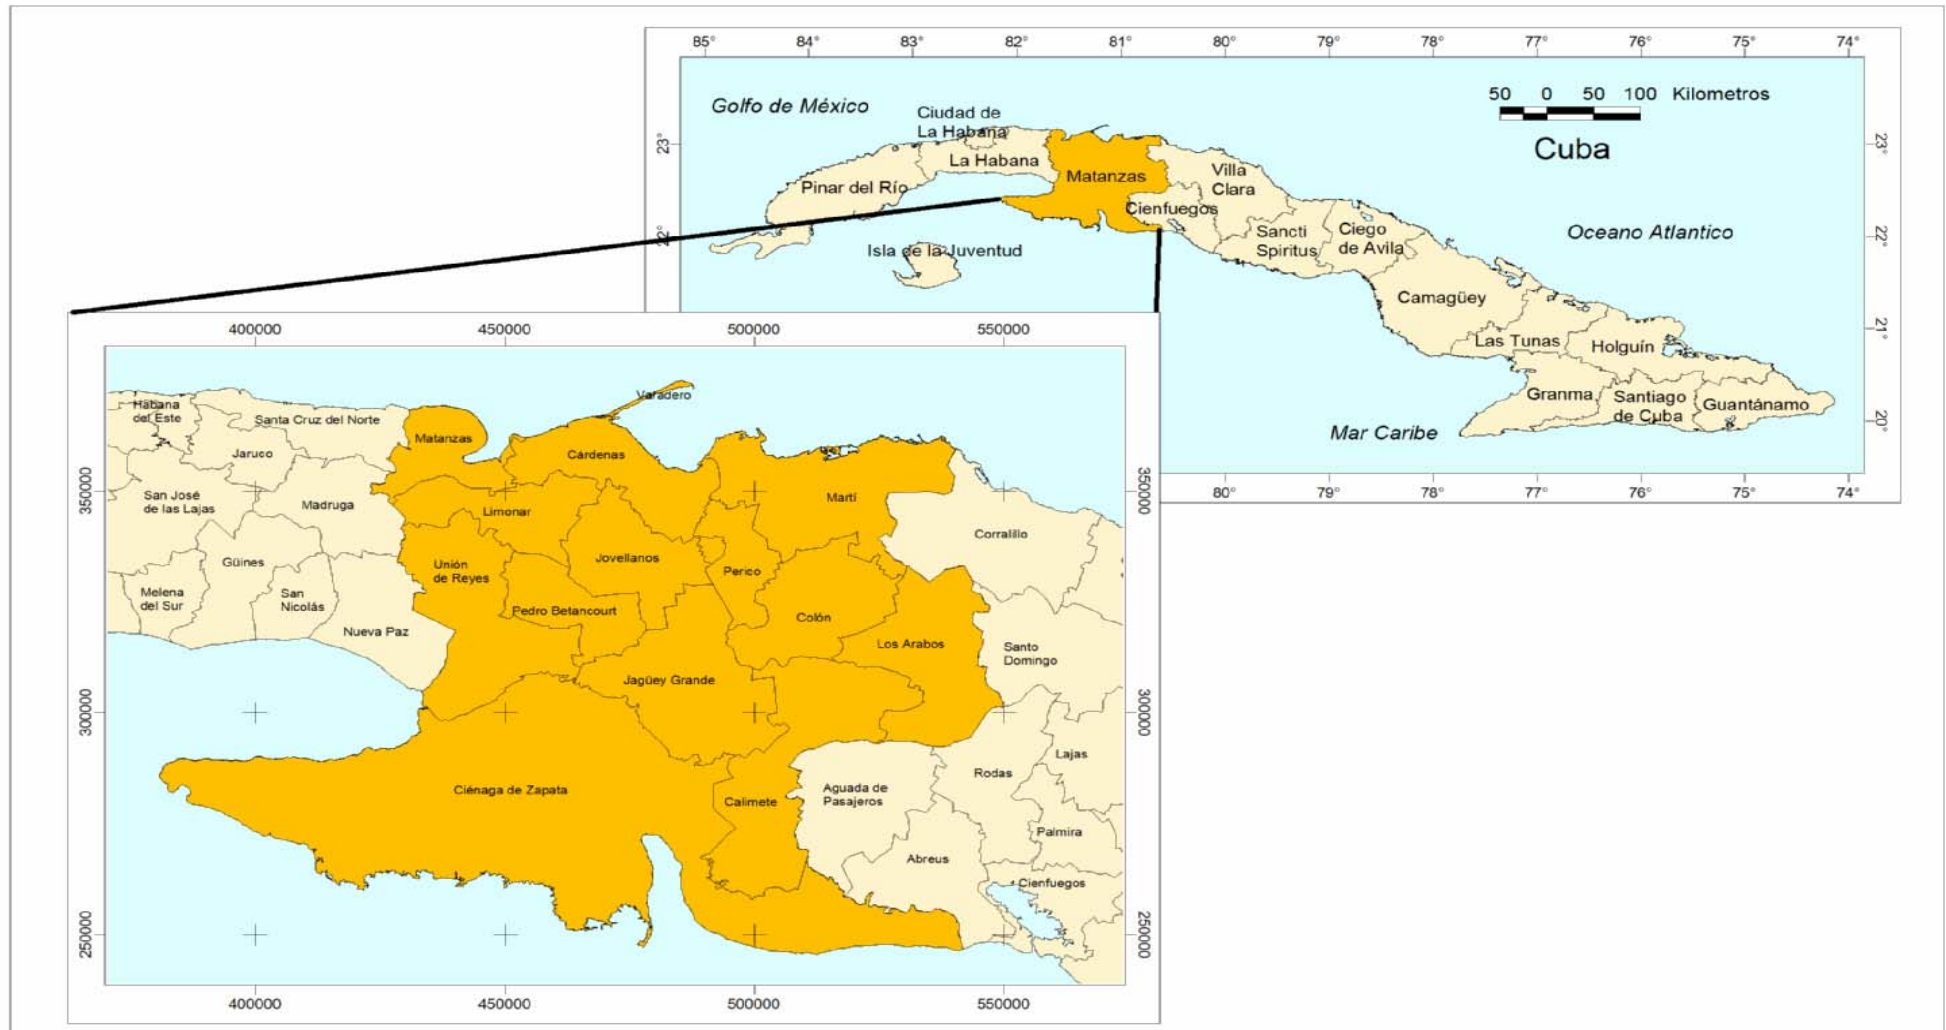 85° 84° 83° 82° 81° 80° 79° 78° 77° 76° 75° 74°
Golfo de México
50 0 50 100 Kilometros
Cuba
Ciudad de
La Habana
La Habana
Pinar del Río
Matanzas
Villa
Clara
Cienfuegos
Sancti
Spiritus
Ciego
de Avila
Oceano Atlantico
Isla de la Juventud
Camagüey
Las Tunas
Holguín
Granma
Santiago
de Cuba
Guantánamo
Mar Caribe
23°
22°
23°
22°
21°
20°
80° 79° 78° 77° 76° 75° 74°
400000 450000 500000 550000
Habana
del Este
Santa Cruz del Norte
Matanzas
Varadero
Jaruco
Cárdenas
San José
de las Lajas
Madruga
Limonar
Martí
Corralillo
Güines
Unión
de Reyes
Jovellanos
Perico
Melena
del Sur
San
Nicolás
Pedro Betancourt
Colón
Nueva Paz
Los Arabos
Santo
Domingo
Jagüey Grande
Lajas
Rodas
Ciénaga de Zapata
Calimete
Aguada de
Pasajeros
Palmira
Abreus
Cienfuegos
350000
300000
250000
350000
300000
250000
400000 450000 500000 550000